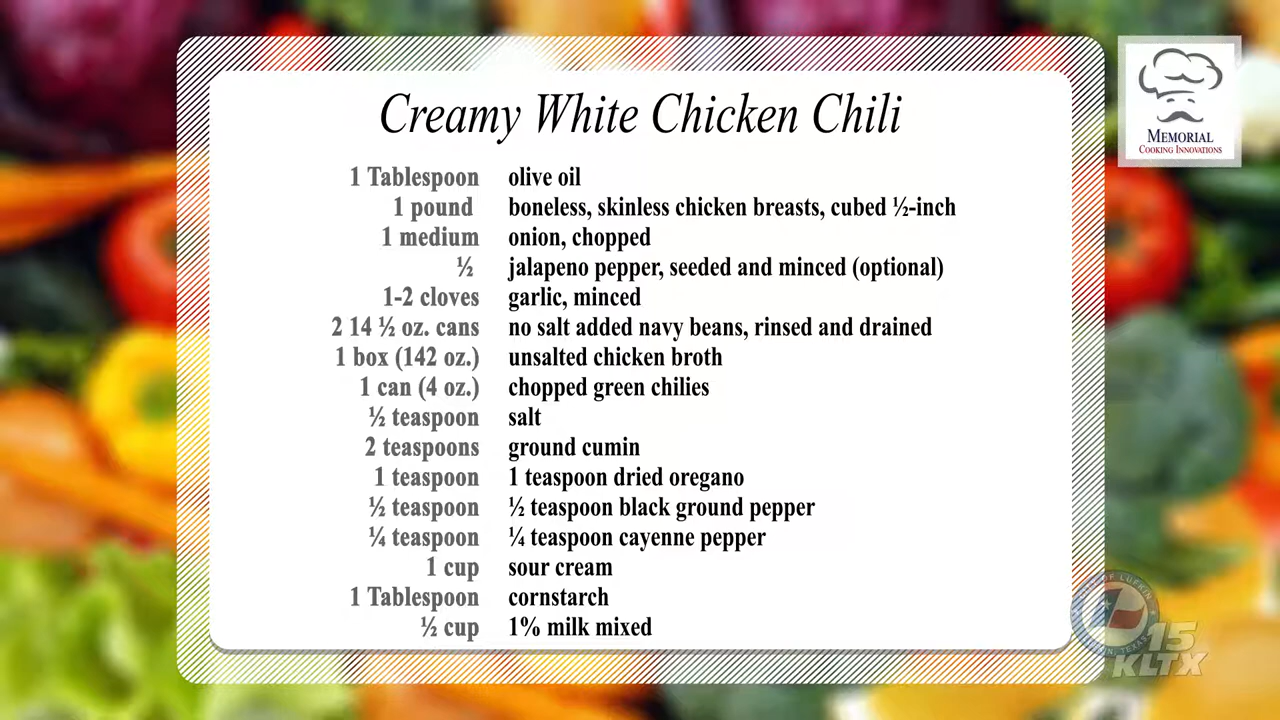 Creamy White Chicken Chili
MEMORIAL
COOKING INNOVATIONS
1 Tablespoon olive oil
1 pound boneless, skinless chicken breasts, cubed ½-inch
1 medium onion, chopped
½ jalapeno pepper, seeded and minced (optional)
1-2 cloves garlic, minced
2 14 ½ oz. cans no salt added navy beans, rinsed and drained
1 box (142 oz.) unsalted chicken broth
1 can (4 oz.) chopped green chilies
½ teaspoon salt
2 teaspoons ground cumin
1 teaspoon 1 teaspoon dried oregano
½ teaspoon ½ teaspoon black ground pepper
¼ teaspoon ¼ teaspoon cayenne pepper
1 cup sour cream
1 Tablespoon cornstarch
½ cup 1% milk mixed
OF LUFKIN
TEXAS
15
KLTX